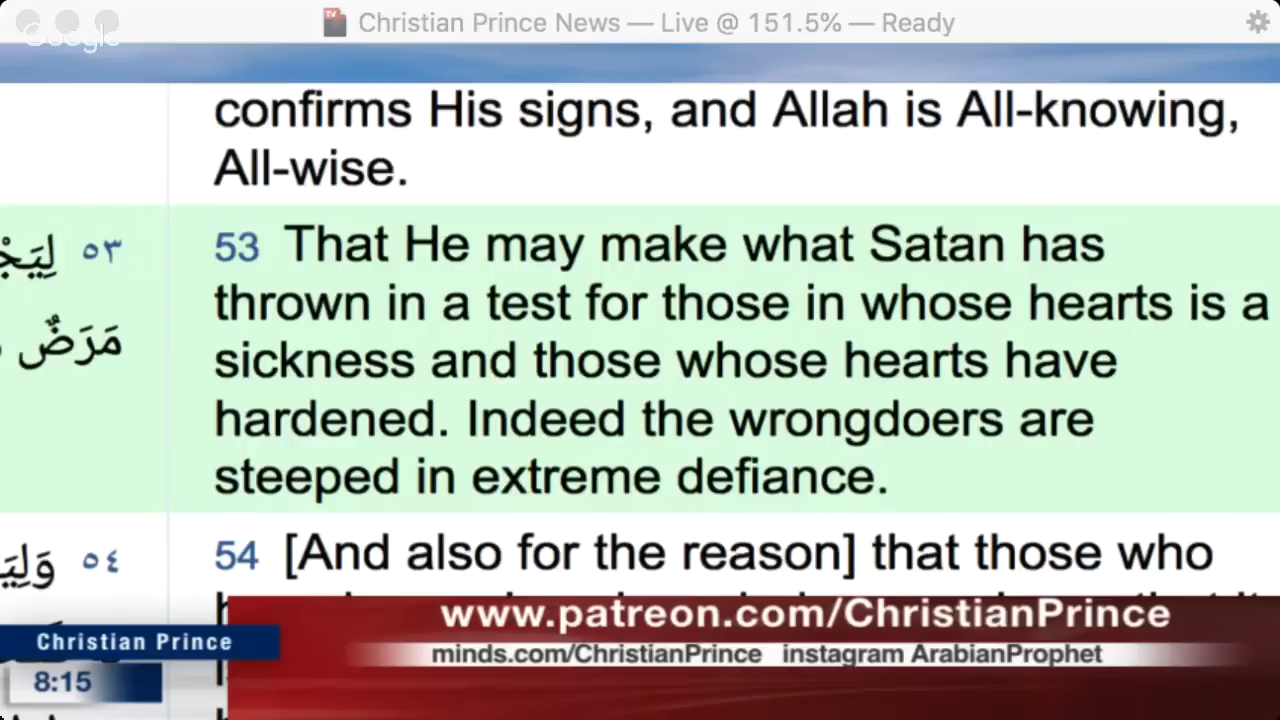 Christian Prince News — Live @ 151.5% — Ready
Google
confirms His signs, and Allah is All-knowing,
All-wise.
٥٣ لِيَجْ
53 That He may make what Satan has
thrown in a test for those in whose hearts is a
مَرَضٌ
sickness and those whose hearts have
hardened. Indeed the wrongdoers are
steeped in extreme defiance.
٥٤ وَلِيَ
54 [And also for the reason] that those who
www.patreon.com/ChristianPrince
Christian Prince
minds.com/ChristianPrince instagram ArabianProphet
8:15